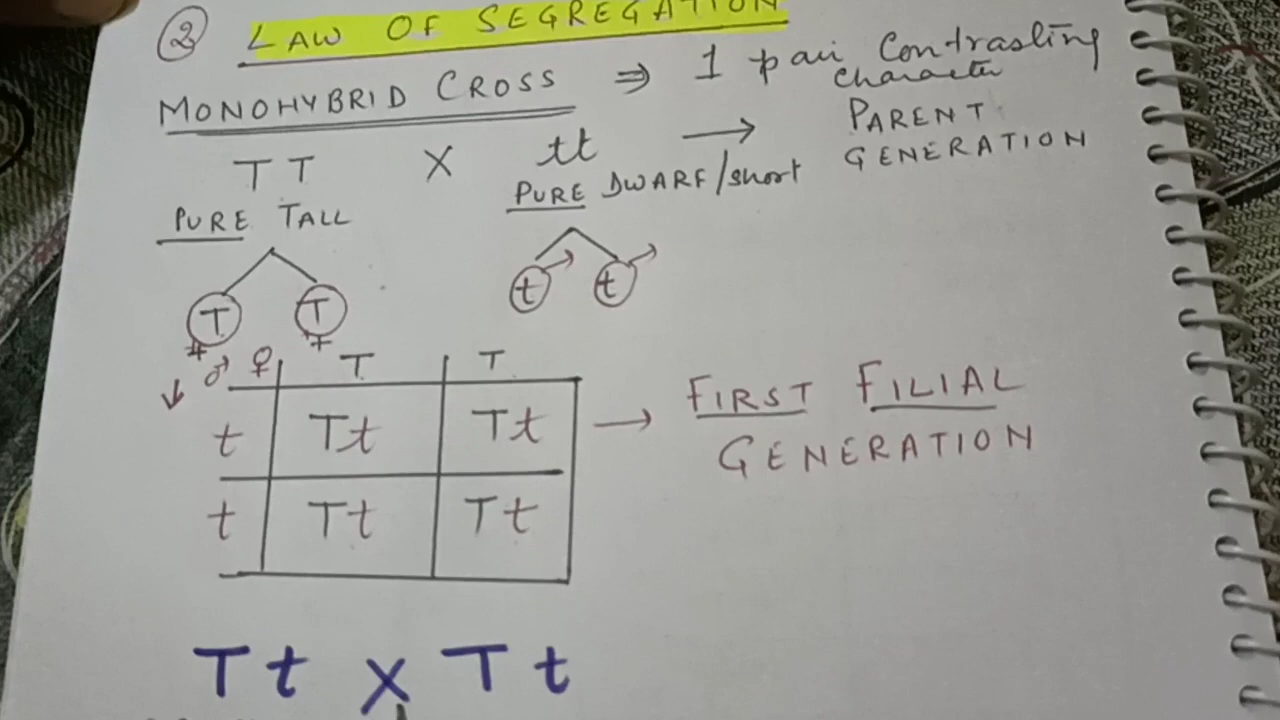 ② LAW OF SEGREGATION
MONOHYBRID CROSS ⇒ 1 pair Contrasting
character
TT X tt → PARENT
GENERATION
PURE TALL PURE DWARF/short
T T t t
♂ ♀ T T
t Tt Tt → FIRST FILIAL
GENERATION
t Tt Tt
Tt X Tt